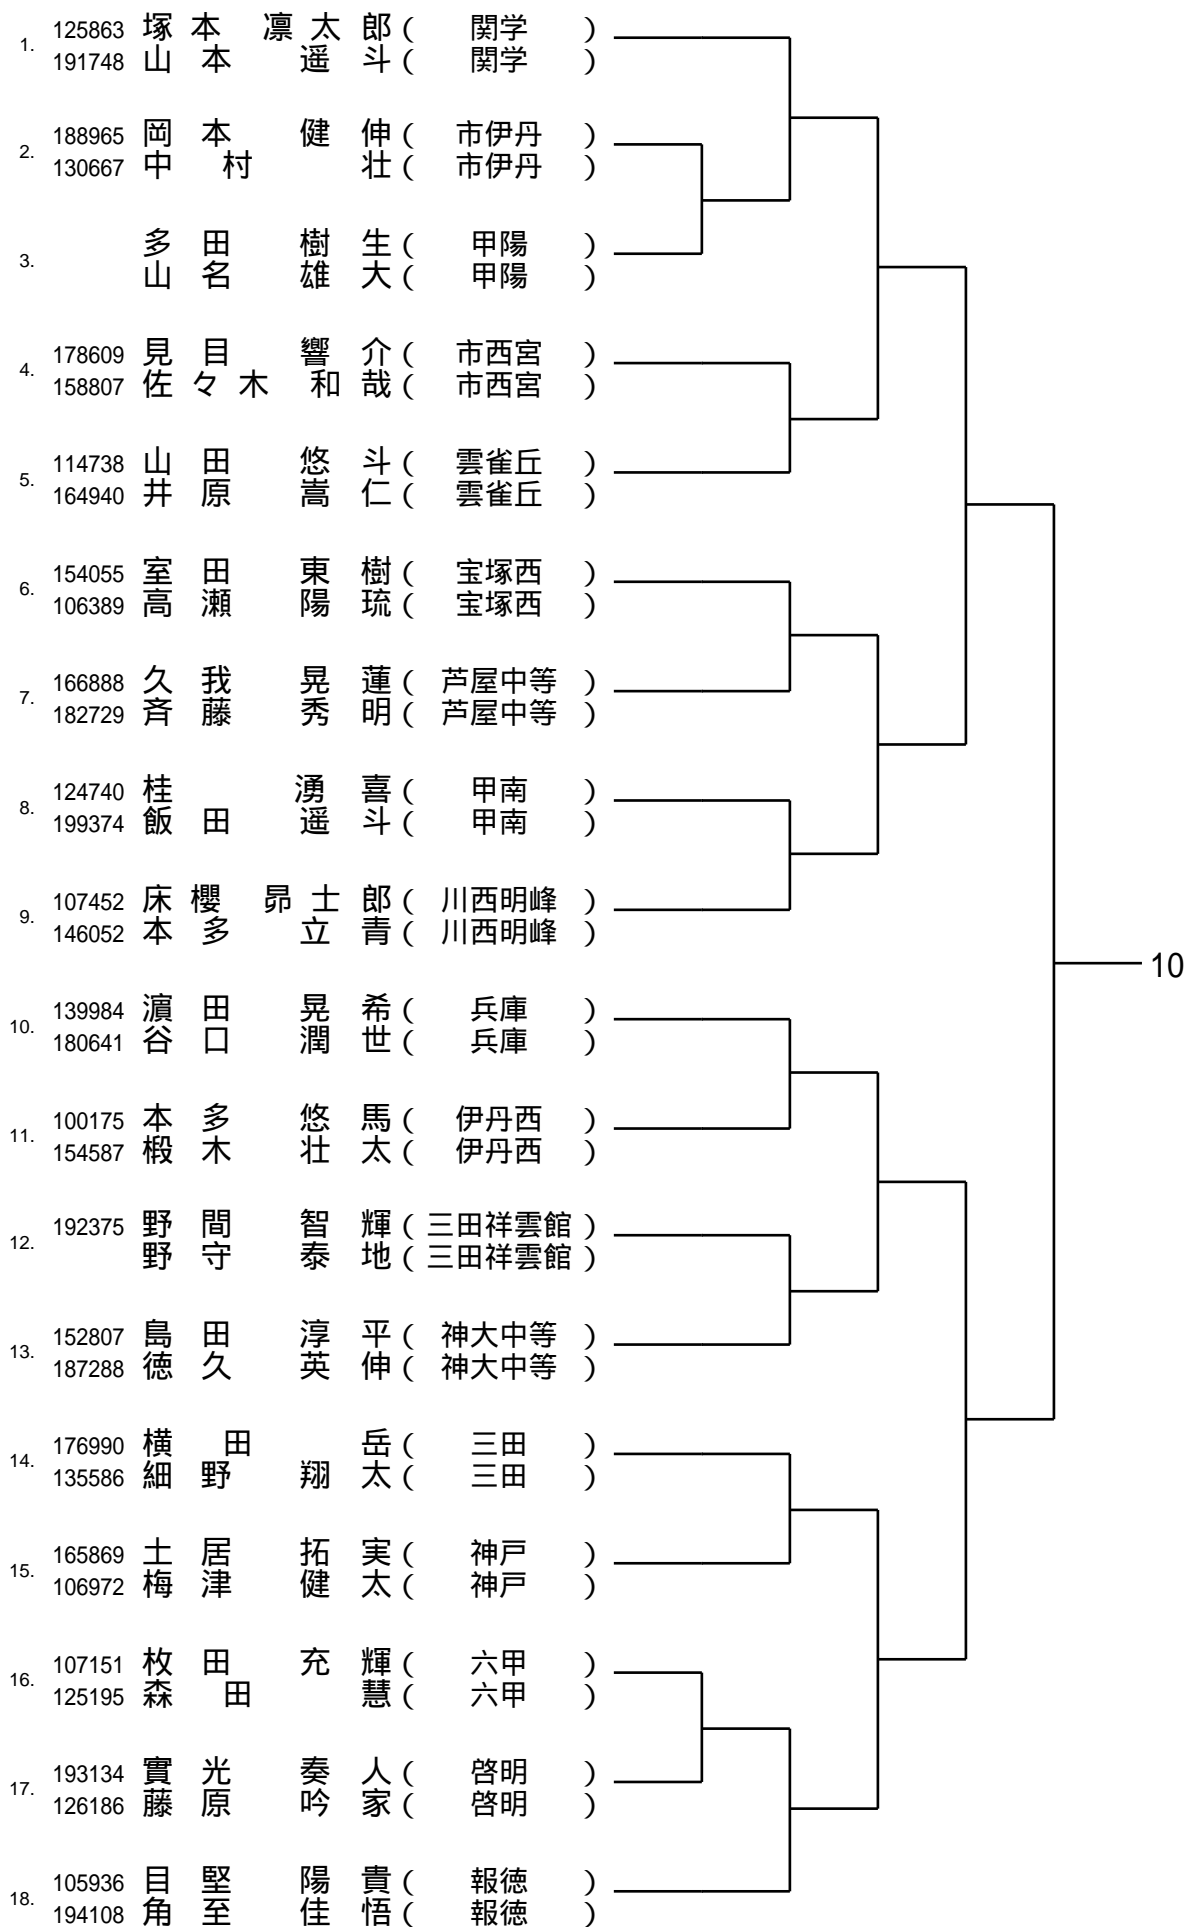 1. 125863 塚本 凛太郎 ( 関学 )
191748 山本 遥斗 ( 関学 )
2. 188965 岡本 健伸 ( 市伊丹 )
130667 中村 壮 ( 市伊丹 )
3. 多田 樹生 ( 甲陽 )
山名 雄大 ( 甲陽 )
4. 178609 見目 響介 ( 市西宮 )
158807 佐々木 和哉 ( 市西宮 )
5. 114738 山田 悠斗 ( 雲雀丘 )
164940 井原 嵩仁 ( 雲雀丘 )
6. 154055 室田 東樹 ( 宝塚西 )
106389 高瀬 陽琉 ( 宝塚西 )
7. 166888 久我 晃蓮 ( 芦屋中等 )
182729 斉藤 秀明 ( 芦屋中等 )
8. 124740 桂 湧喜 ( 甲南 )
199374 飯田 遥斗 ( 甲南 )
9. 107452 床櫻 昴士郎 ( 川西明峰 )
146052 本多 立青 ( 川西明峰 )
10
10. 139984 濵田 晃希 ( 兵庫 )
180641 谷口 潤世 ( 兵庫 )
11. 100175 本多 悠馬 ( 伊丹西 )
154587 椴木 壮太 ( 伊丹西 )
12. 192375 野間 智輝 ( 三田祥雲館 )
野守 泰地 ( 三田祥雲館 )
13. 152807 島田 淳平 ( 神大中等 )
187288 徳久 英伸 ( 神大中等 )
14. 176990 横田 岳 ( 三田 )
135586 細野 翔太 ( 三田 )
15. 165869 土居 拓実 ( 神戸 )
106972 梅津 健太 ( 神戸 )
16. 107151 枚田 充輝 ( 六甲 )
125195 森田 慧 ( 六甲 )
17. 193134 實光 奏人 ( 啓明 )
126186 藤原 吟家 ( 啓明 )
18. 105936 目堅 陽貴 ( 報徳 )
194108 角至 佳悟 ( 報徳 )